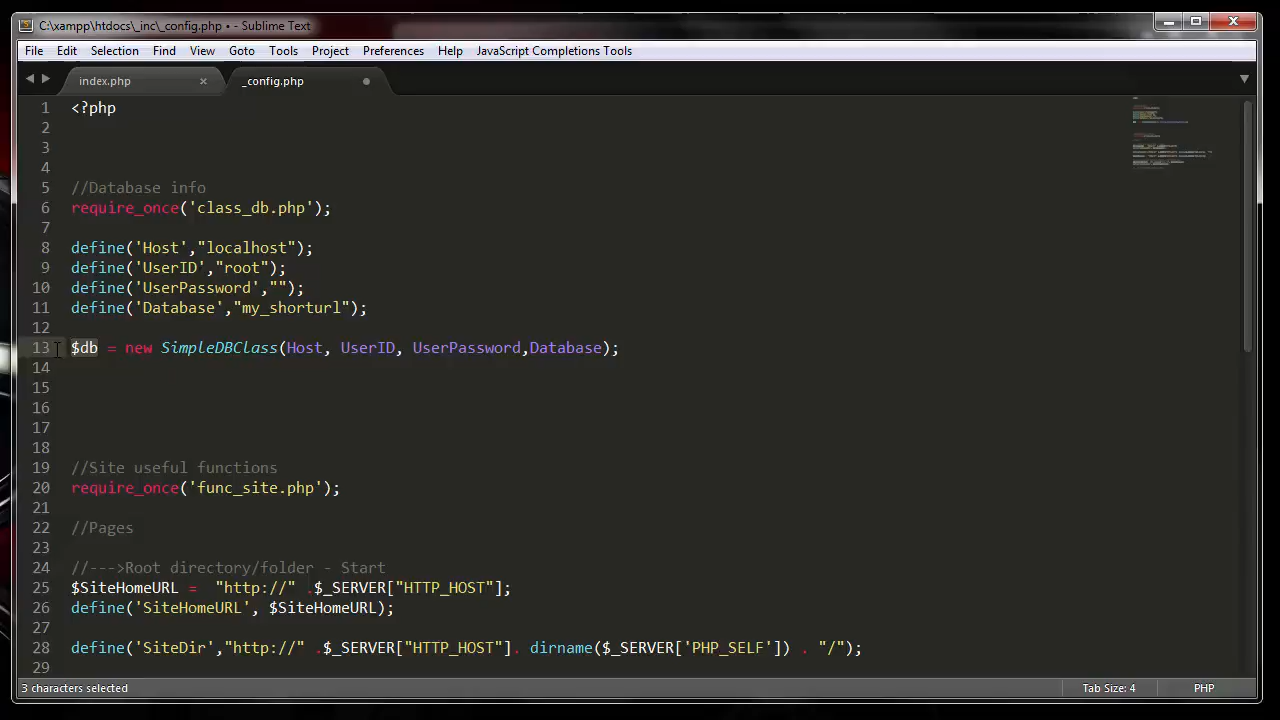 C:\xampp\htdocs\_inc\_config.php • - Sublime Text
File Edit Selection Find View Goto Tools Project Preferences Help JavaScript Completions Tools
index.php _config.php
1 <?php
2
3
4
5 //Database info
6 require_once('class_db.php');
7
8 define('Host',"localhost");
9 define('UserID',"root");
10 define('UserPassword',"");
11 define('Database',"my_shorturl");
12
13 $db = new SimpleDBClass(Host, UserID, UserPassword,Database);
14
15
16
17
18
19 //Site useful functions
20 require_once('func_site.php');
21
22 //Pages
23
24 //--->Root directory/folder - Start
25 $SiteHomeURL =  "http://" .$_SERVER["HTTP_HOST"];
26 define('SiteHomeURL', $SiteHomeURL);
27
28 define('SiteDir',"http://" .$_SERVER["HTTP_HOST"]. dirname($_SERVER['PHP_SELF']) . "/");
29
3 characters selected Tab Size: 4 PHP